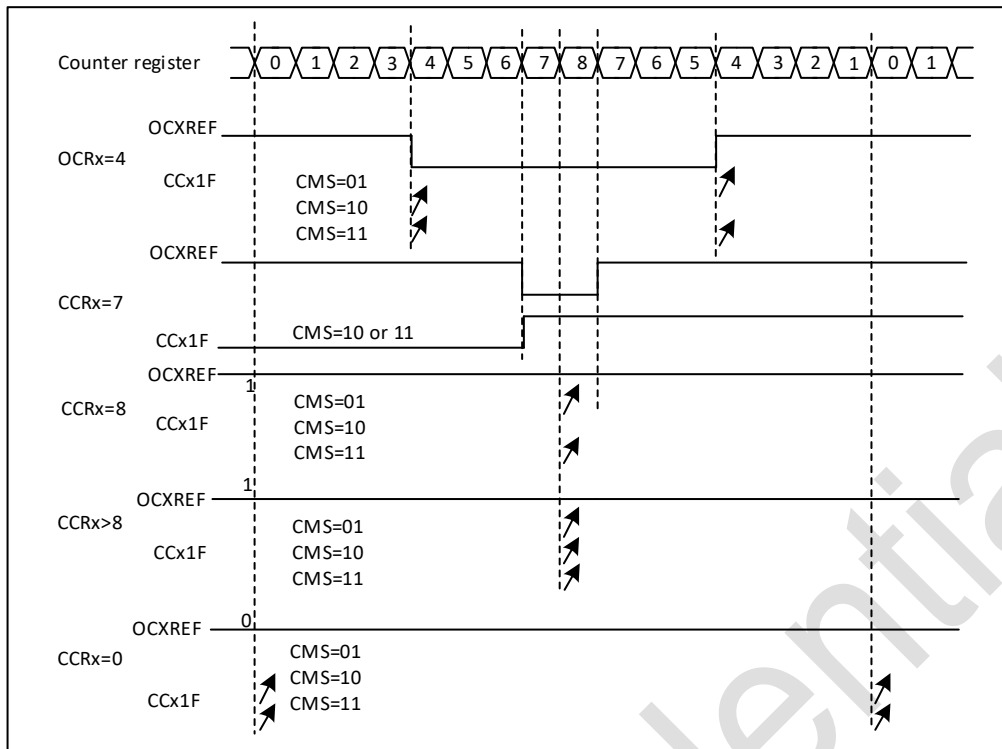 Counter register 0 1 2 3 4 5 6 7 8 7 6 5 4 3 2 1 0 1
OCXREF
OCRx=4
CCx1F CMS=01
CMS=10
CMS=11
OCXREF
CCRx=7
CCx1F CMS=10 or 11
OCXREF 1
CCRx=8
CCx1F CMS=01
CMS=10
CMS=11
OCXREF 1
CCRx>8
CCx1F CMS=01
CMS=10
CMS=11
OCXREF 0
CCRx=0
CCx1F CMS=01
CMS=10
CMS=11
ential